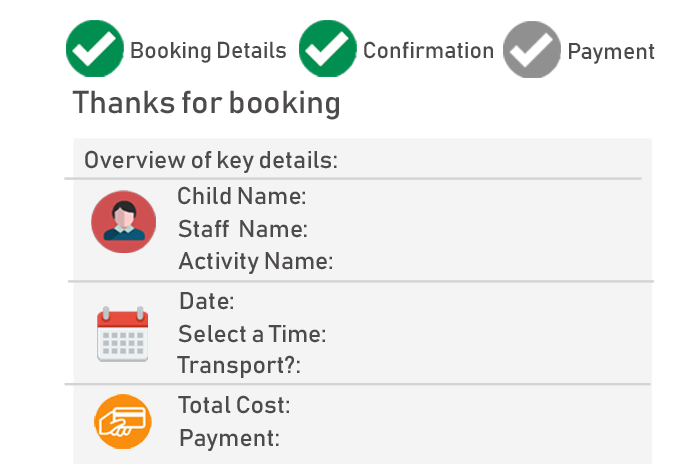 Booking Details Confirmation Payment
Thanks for booking
Overview of key details:
Child Name:
Staff Name:
Activity Name:
Date:
Select a Time:
Transport?:
Total Cost:
Payment: